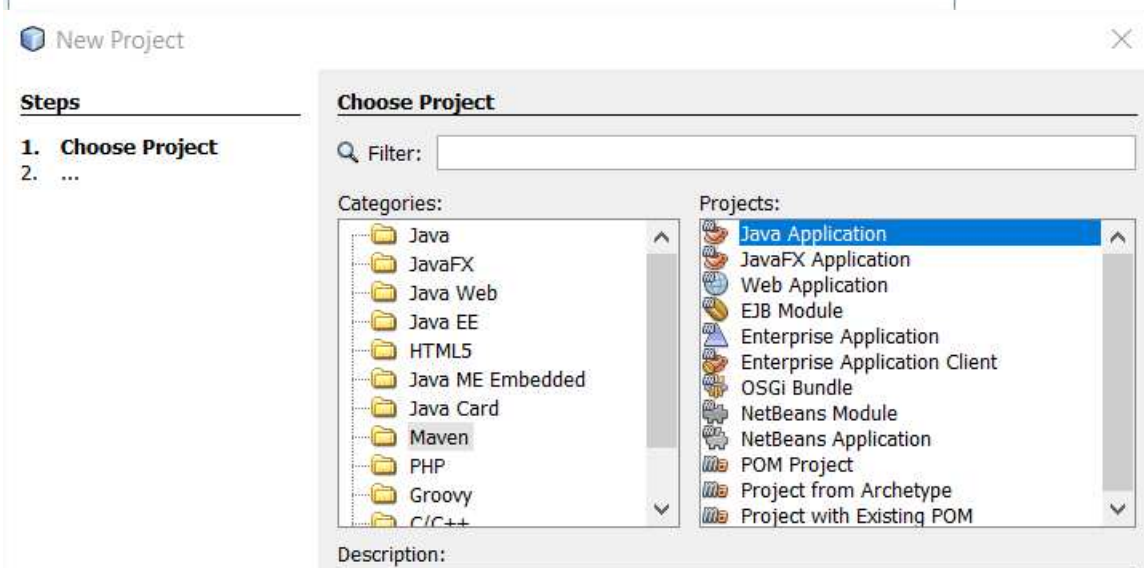 New Project
Steps
1. Choose Project
2. ...
Choose Project
Filter:
Categories:
Java
JavaFX
Java Web
Java EE
HTML5
Java ME Embedded
Java Card
Maven
PHP
Groovy
C/C++
Projects:
Java Application
JavaFX Application
Web Application
EJB Module
Enterprise Application
Enterprise Application Client
OSGi Bundle
NetBeans Module
NetBeans Application
POM Project
Project from Archetype
Project with Existing POM
Description: